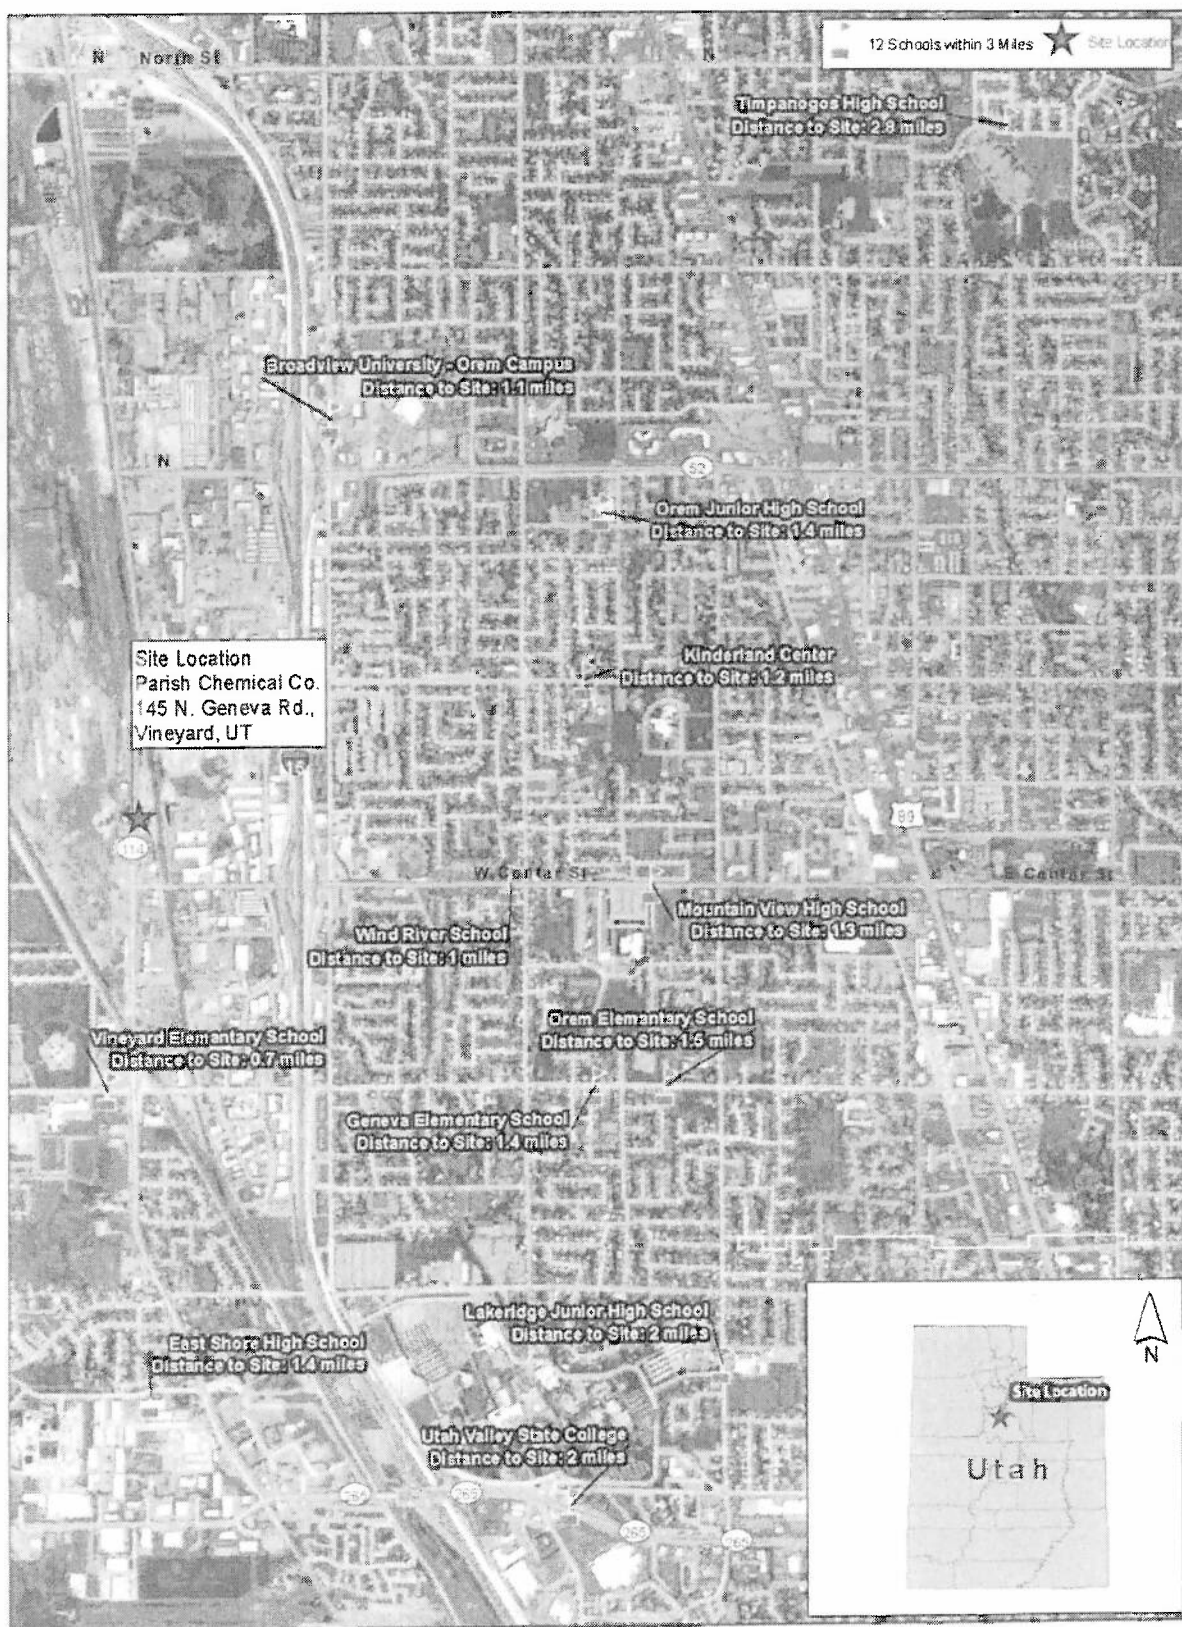 12 Schools within 3 Miles
Site Location
N
North St
N
Timpanogos High School
Distance to Site: 2.8 miles
Broadview University - Orem Campus
Distance to Site: 1.1 miles
N
52
Orem Junior High School
Distance to Site: 1.4 miles
Kinderland Center
Distance to Site: 1.2 miles
Site Location
Parish Chemical Co.
145 N. Geneva Rd.,
Vineyard, UT
114
89
W Center St
E Center St
Mountain View High School
Distance to Site: 1.3 miles
Wind River School
Distance to Site: 1 miles
Orem Elementary School
Distance to Site: 1.5 miles
Vineyard Elementary School
Distance to Site: 0.7 miles
Geneva Elementary School
Distance to Site: 1.4 miles
Lakeridge Junior High School
Distance to Site: 2 miles
East Shore High School
Distance to Site: 1.4 miles
Utah Valley State College
Distance to Site: 2 miles
265
265
N
Site Location
Utah